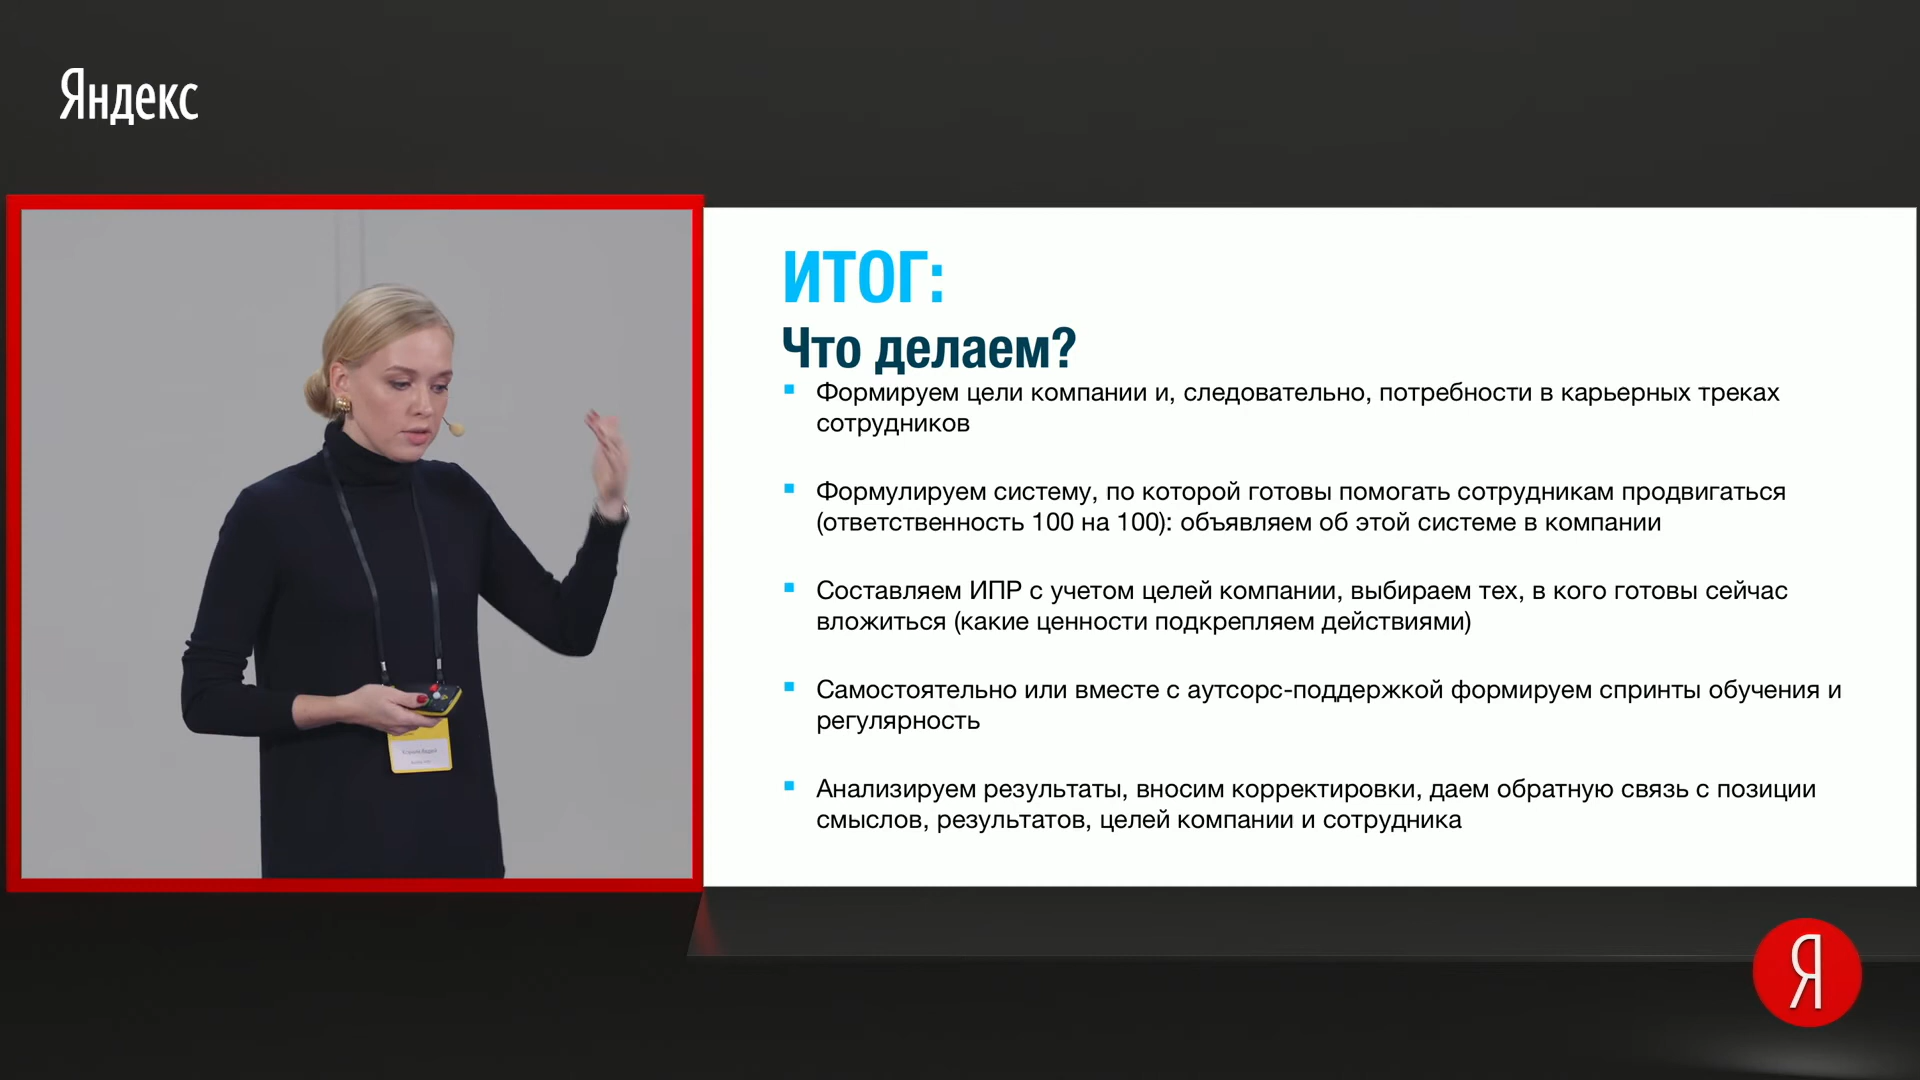 Яндекс
ИТОГ:
Что делаем?
Формируем цели компании и, следовательно, потребности в карьерных треках
сотрудников
Формулируем систему, по которой готовы помогать сотрудникам продвигаться
(ответственность 100 на 100): объявляем об этой системе в компании
Составляем ИПР с учетом целей компании, выбираем тех, в кого готовы сейчас
вложиться (какие ценности подкрепляем действиями)
Самостоятельно или вместе с аутсорс-поддержкой формируем спринты обучения и
регулярность
Анализируем результаты, вносим корректировки, даем обратную связь с позиции
смыслов, результатов, целей компании и сотрудника
Я